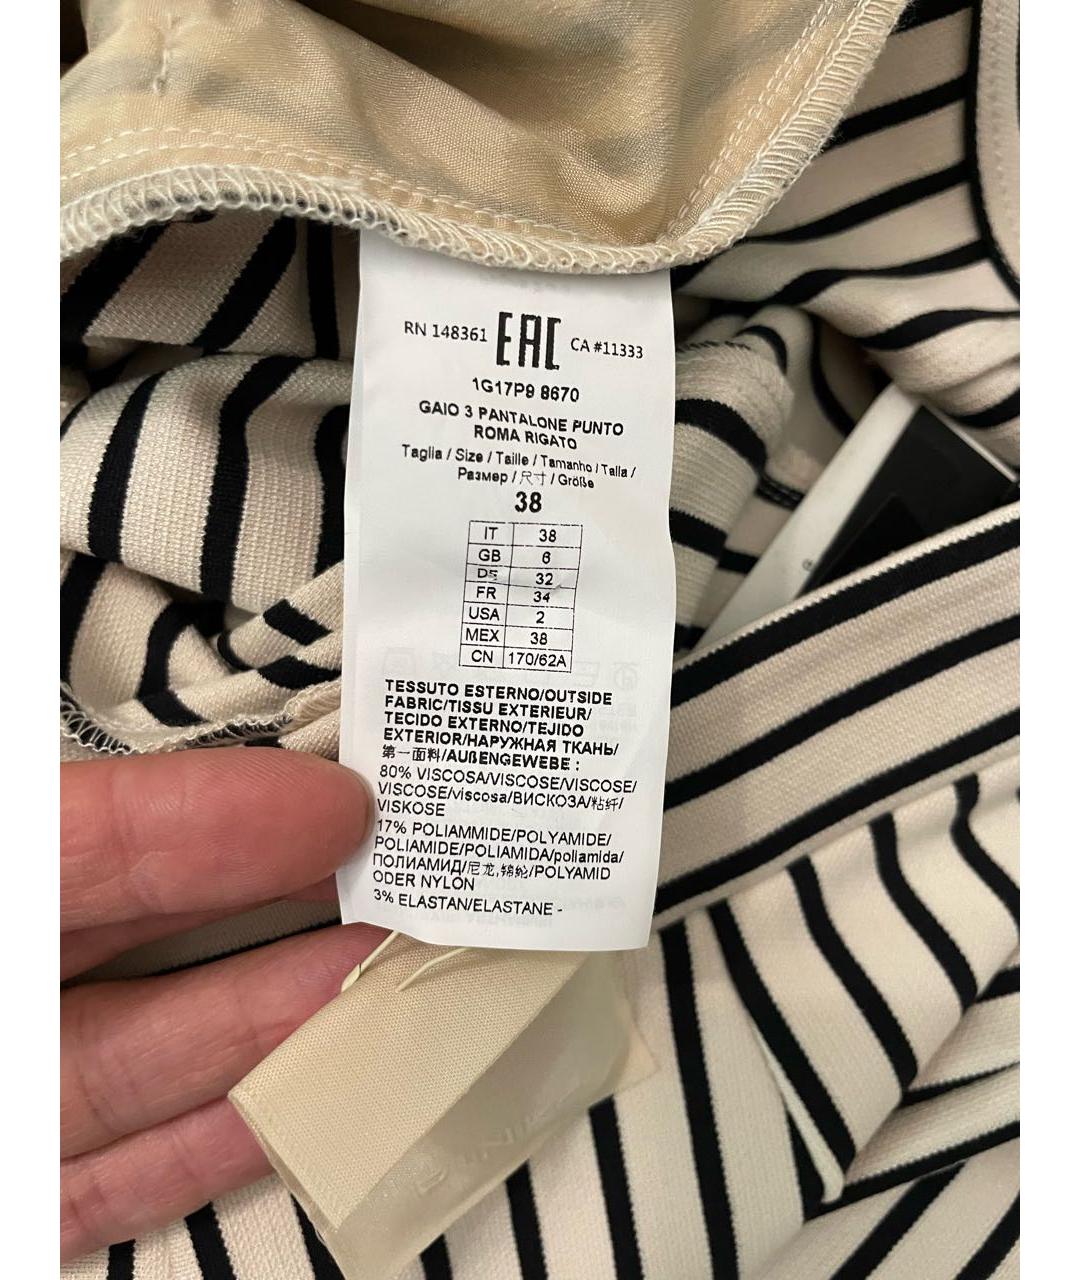 RN 148361 EAC CA #11333
1G17P9 8670
GAIO 3 PANTALONE PUNTO
ROMA RIGATO
Taglia / Size / Taille / Tamanho / Talla /
Размер / 尺寸 / Größe
38
IT 38
GB 6
DE 32
FR 34
USA 2
MEX 38
CN 170/62A
TESSUTO ESTERNO/OUTSIDE
FABRIC/TISSU EXTERIEUR/
TECIDO EXTERNO/TEJIDO
EXTERIOR/НАРУЖНАЯ ТКАНЬ/
第一面料/AUßENGEWEBE :
80% VISCOSA/VISCOSE/VISCOSE/
VISCOSE/viscosa/ВИСКОЗА/粘纤/
VISKOSE
17% POLIAMMIDE/POLYAMIDE/
POLIAMIDE/POLIAMIDA/poliamida/
ПОЛИАМИД/尼龙,锦纶/POLYAMID
ODER NYLON
3% ELASTAN/ELASTANE -